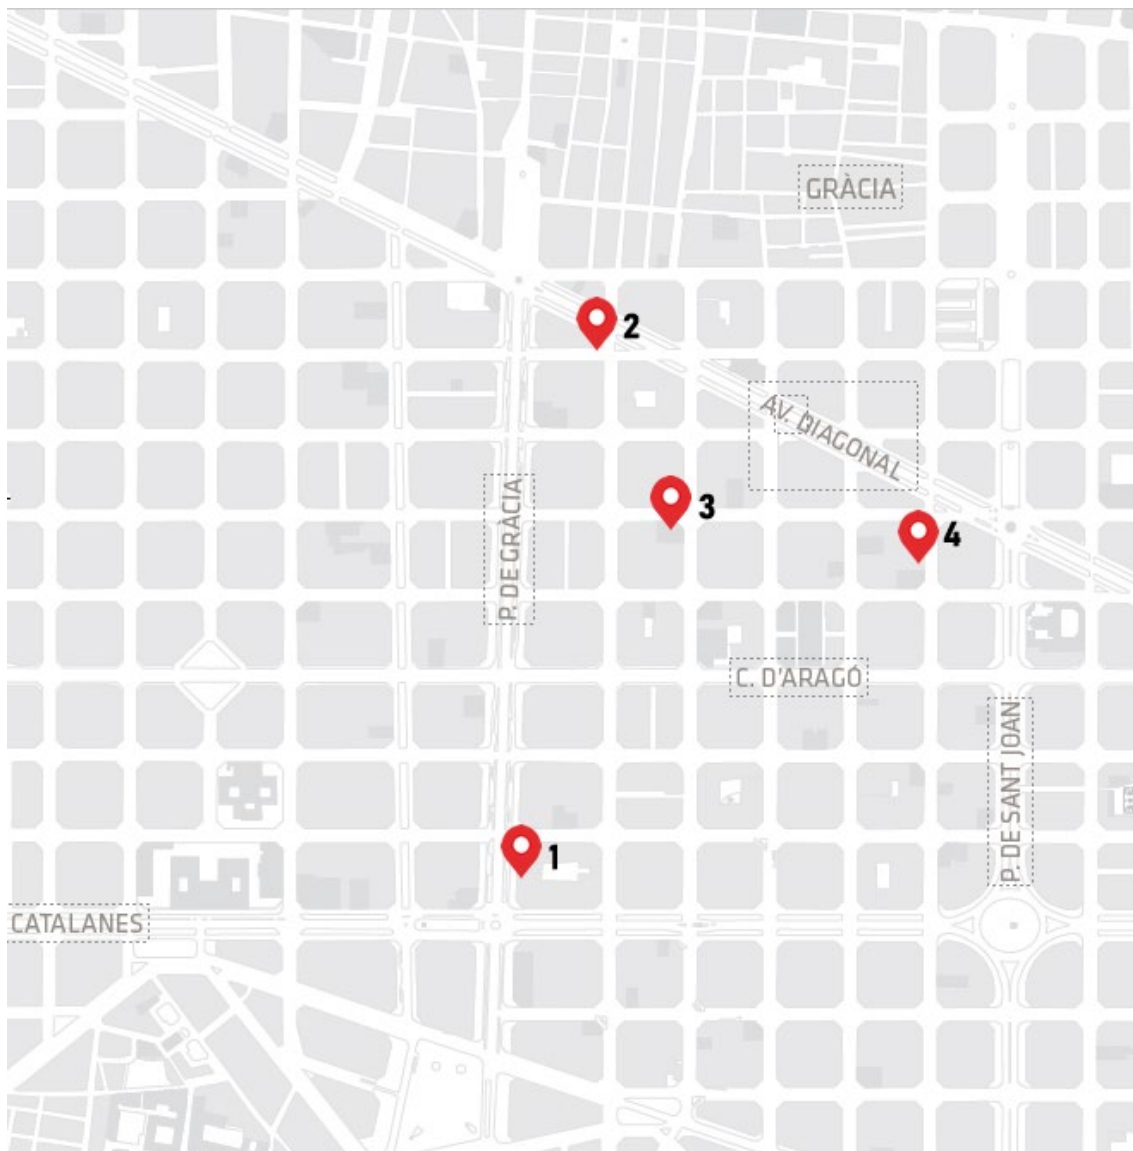 GRÀCIA
2
AV. DIAGONAL
P. DE GRÀCIA
3
4
C. D'ARAGÓ
P. DE SANT JOAN
1
CATALANES